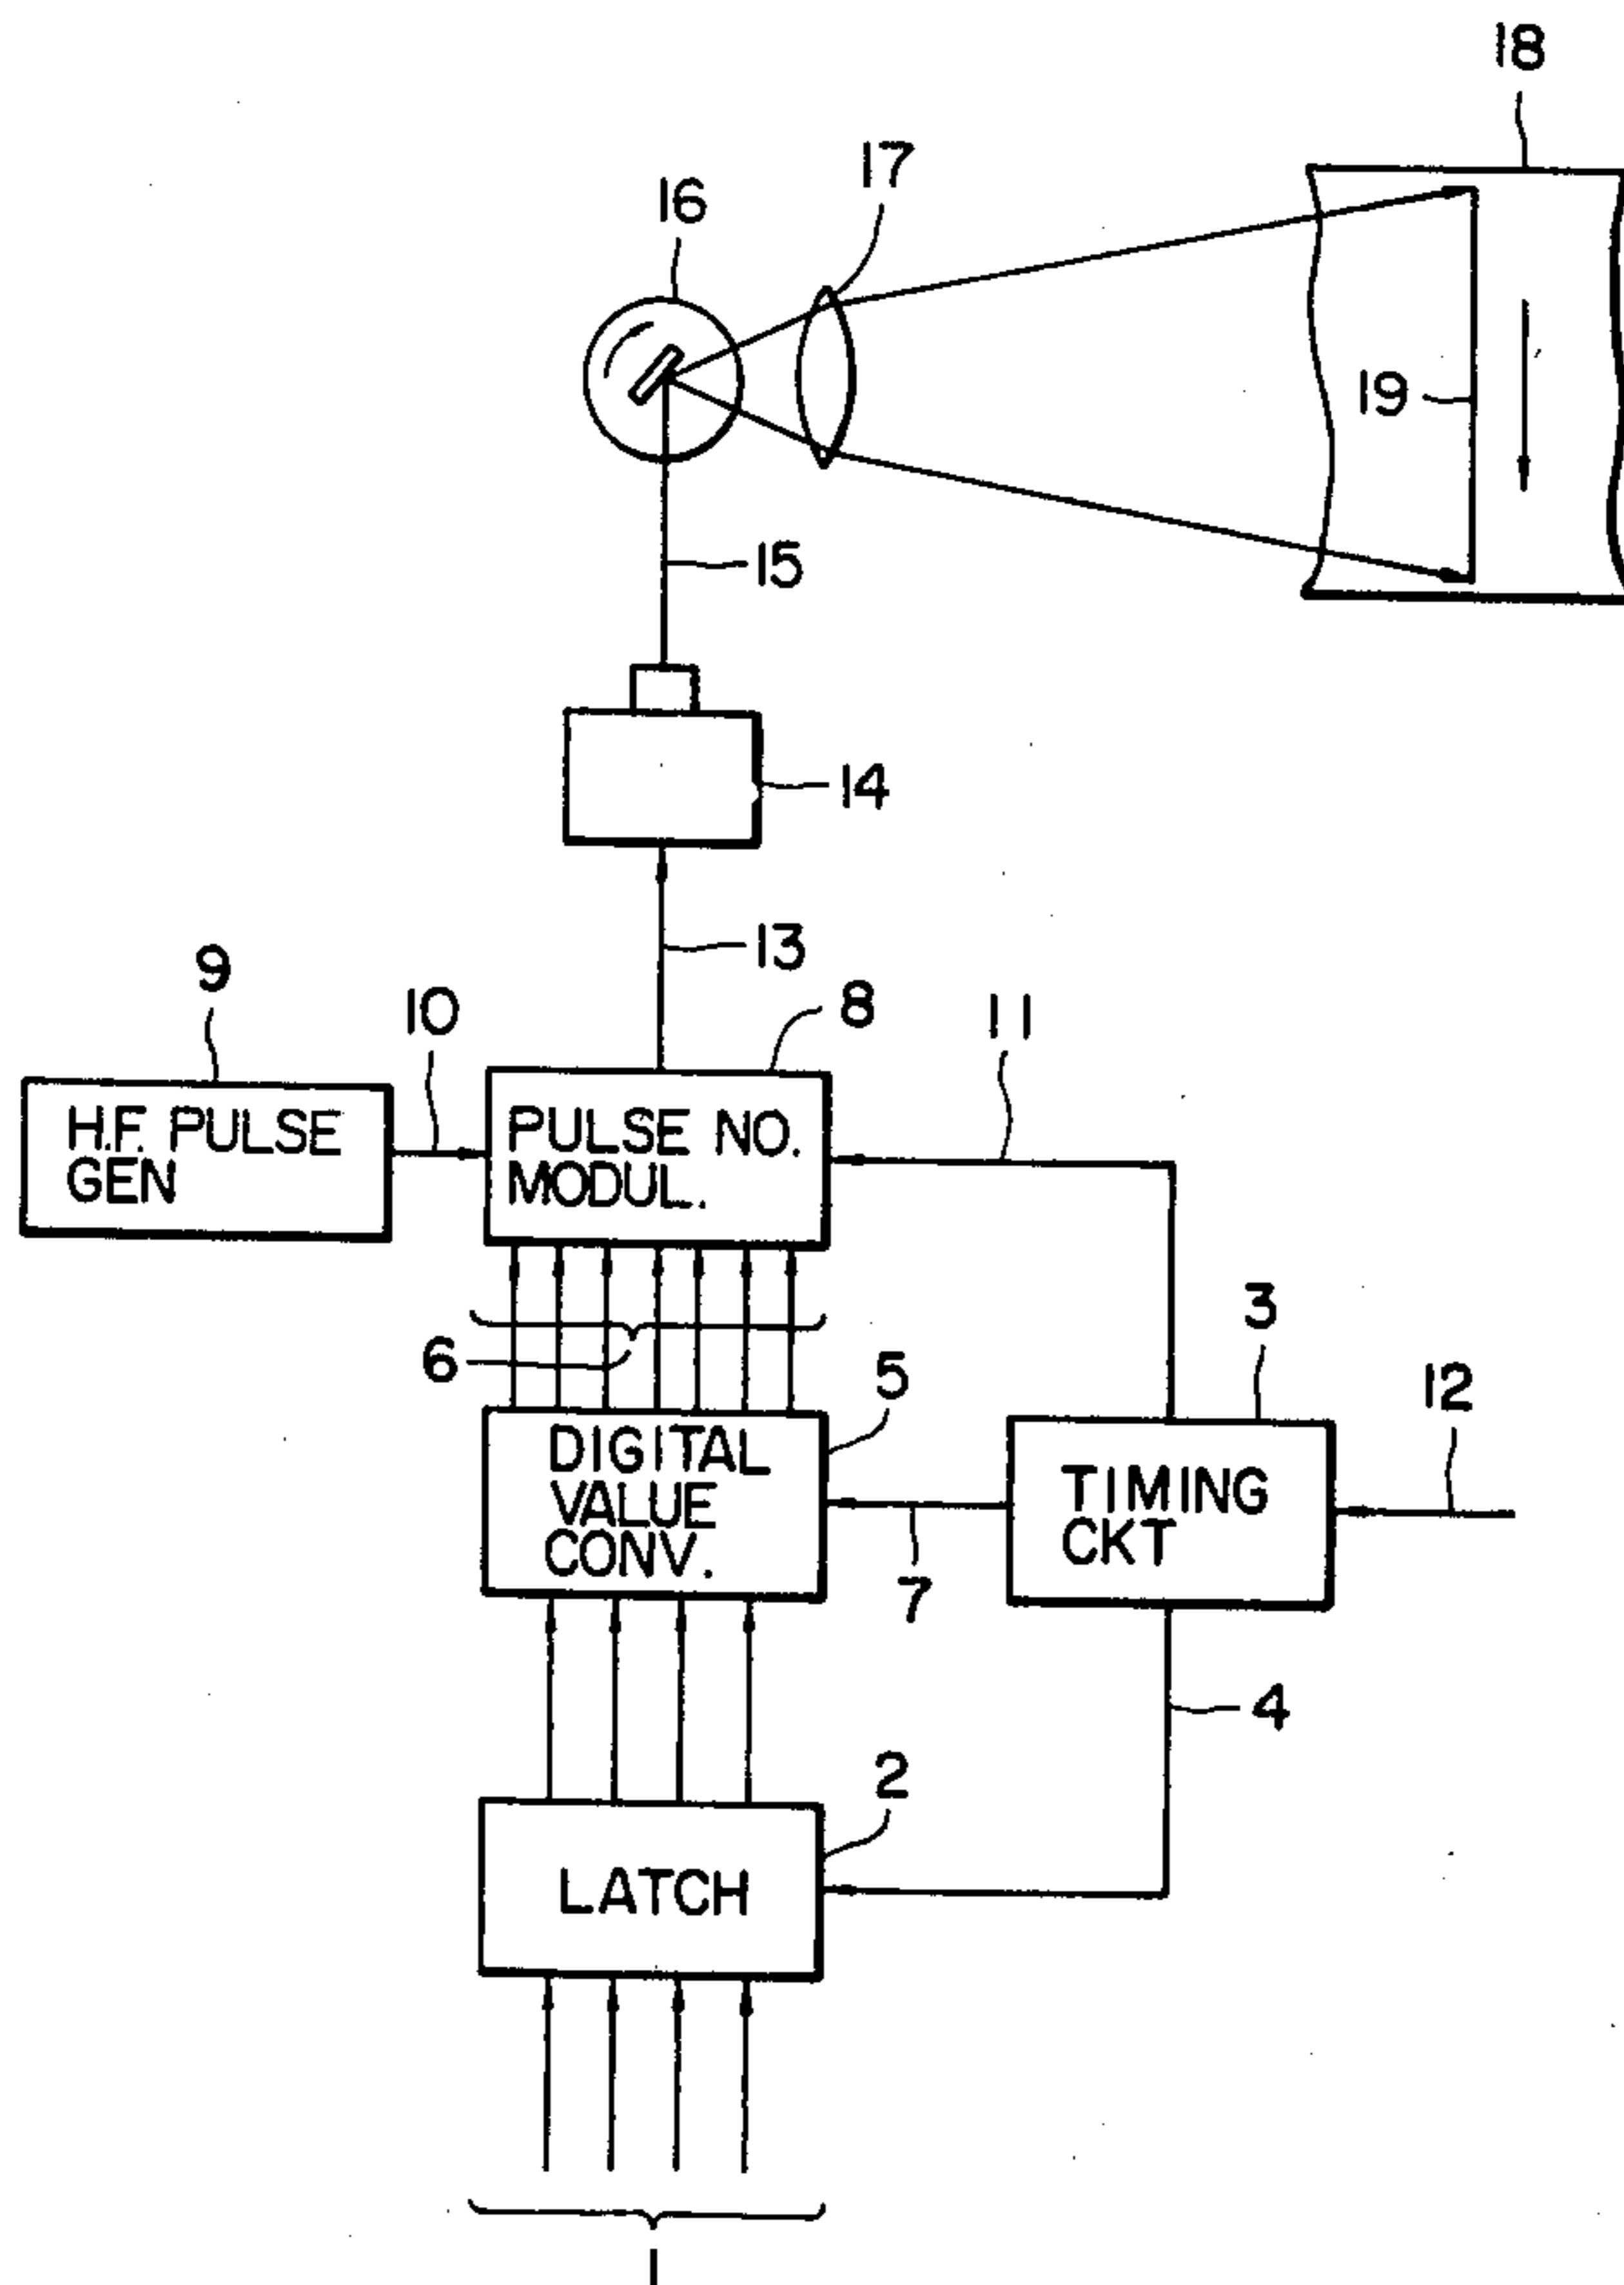 18
17
16
19
15
14
13
9
10
8
11
H.F. PULSE
GEN
PULSE NO.
MODUL.
3
6
5
12
DIGITAL
VALUE
CONV.
TIMING
CKT
7
4
2
LATCH
1